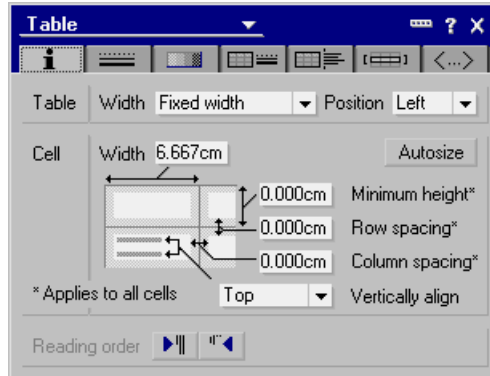 Table ?
<...>
Table Width Fixed width Position Left
Cell Width 6.667cm Autosize
0.000cm Minimum height*
0.000cm Row spacing*
0.000cm Column spacing*
* Applies to all cells Top Vertically align
Reading order